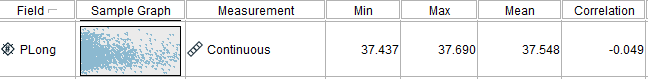 Field Sample Graph Measurement Min Max Mean Correlation
PLong Continuous 37.437 37.690 37.548 -0.049